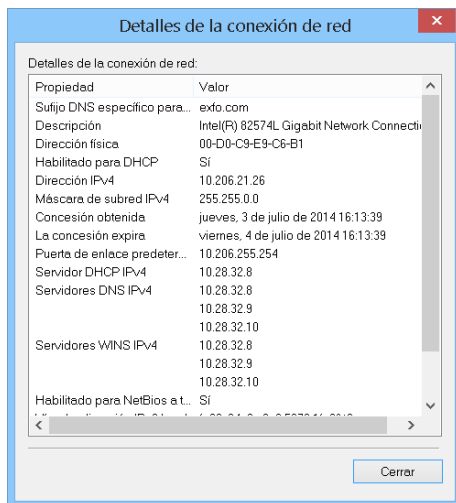 Detalles de la conexión de red
Detalles de la conexión de red:
Propiedad Valor
Sufijo DNS específico para... exfo.com
Descripción Intel(R) 82574L Gigabit Network Connecti
Dirección física 00-D0-C9-E9-C6-B1
Habilitado para DHCP Sí
Dirección IPv4 10.206.21.26
Máscara de subred IPv4 255.255.0.0
Concesión obtenida jueves, 3 de julio de 2014 16:13:39
La concesión expira viernes, 4 de julio de 2014 16:13:39
Puerta de enlace predeter... 10.206.255.254
Servidor DHCP IPv4 10.28.32.8
Servidores DNS IPv4 10.28.32.8
10.28.32.9
10.28.32.10
Servidores WINS IPv4 10.28.32.8
10.28.32.9
10.28.32.10
Habilitado para NetBios a t... Sí
Cerrar